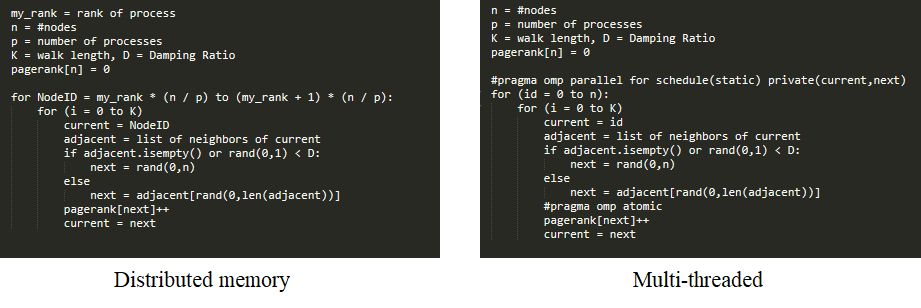 my_rank = rank of process
n = #nodes
p = number of processes
K = walk length, D = Damping Ratio
pagerank[n] = 0
for NodeID = my_rank * (n / p) to (my_rank + 1) * (n / p):
for (i = 0 to K)
current = NodeID
adjacent = list of neighbors of current
if adjacent.isempty() or rand(0,1) < D:
next = rand(0,n)
else
next = adjacent[rand(0,len(adjacent))]
pagerank[next]++
current = next
Distributed memory
n = #nodes
p = number of processes
K = walk length, D = Damping Ratio
pagerank[n] = 0
#pragma omp parallel for schedule(static) private(current,next)
for (id = 0 to n):
for (i = 0 to K)
current = id
adjacent = list of neighbors of current
if adjacent.isempty() or rand(0,1) < D:
next = rand(0,n)
else
next = adjacent[rand(0,len(adjacent))]
#pragma omp atomic
pagerank[next]++
current = next
Multi-threaded